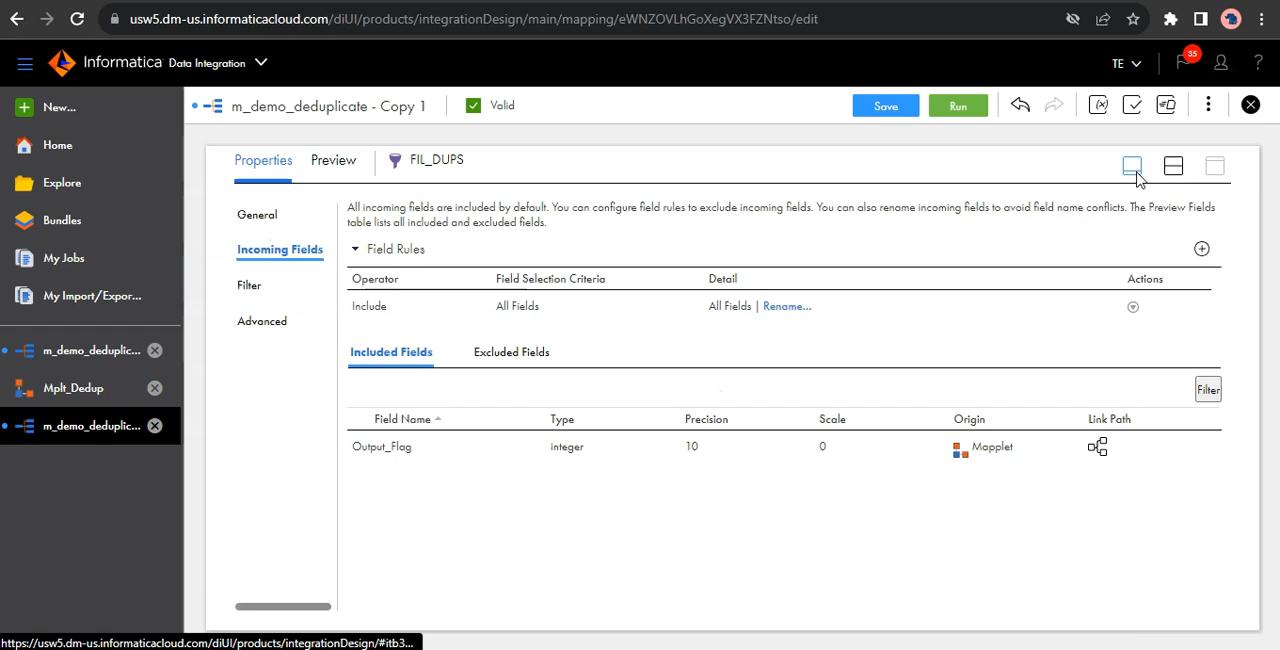 usw5.dm-us.informaticacloud.com/diUI/products/integrationDesign/main/mapping/eWNZOVLhGoXegVX3FZNtso/edit
Informatica Data Integration
TE
35
?
New...
m_demo_deduplicate - Copy 1
Valid
Save
Run
Home
Properties
Preview
FIL_DUPS
Explore
Bundles
My Jobs
My Import/Expor...
m_demo_deduplic...
Mplt_Dedup
m_demo_deduplic...
General
Incoming Fields
Filter
Advanced
All incoming fields are included by default. You can configure field rules to exclude incoming fields. You can also rename incoming fields to avoid field name conflicts. The Preview Fields
table lists all included and excluded fields.
Field Rules
Operator Field Selection Criteria Detail Actions
Include All Fields All Fields | Rename...
Included Fields Excluded Fields
Filter
Field Name Type Precision Scale Origin Link Path
Output_Flag integer 10 0 Mapplet
https://usw5.dm-us.informaticacloud.com/diUI/products/integrationDesign/#itb3...